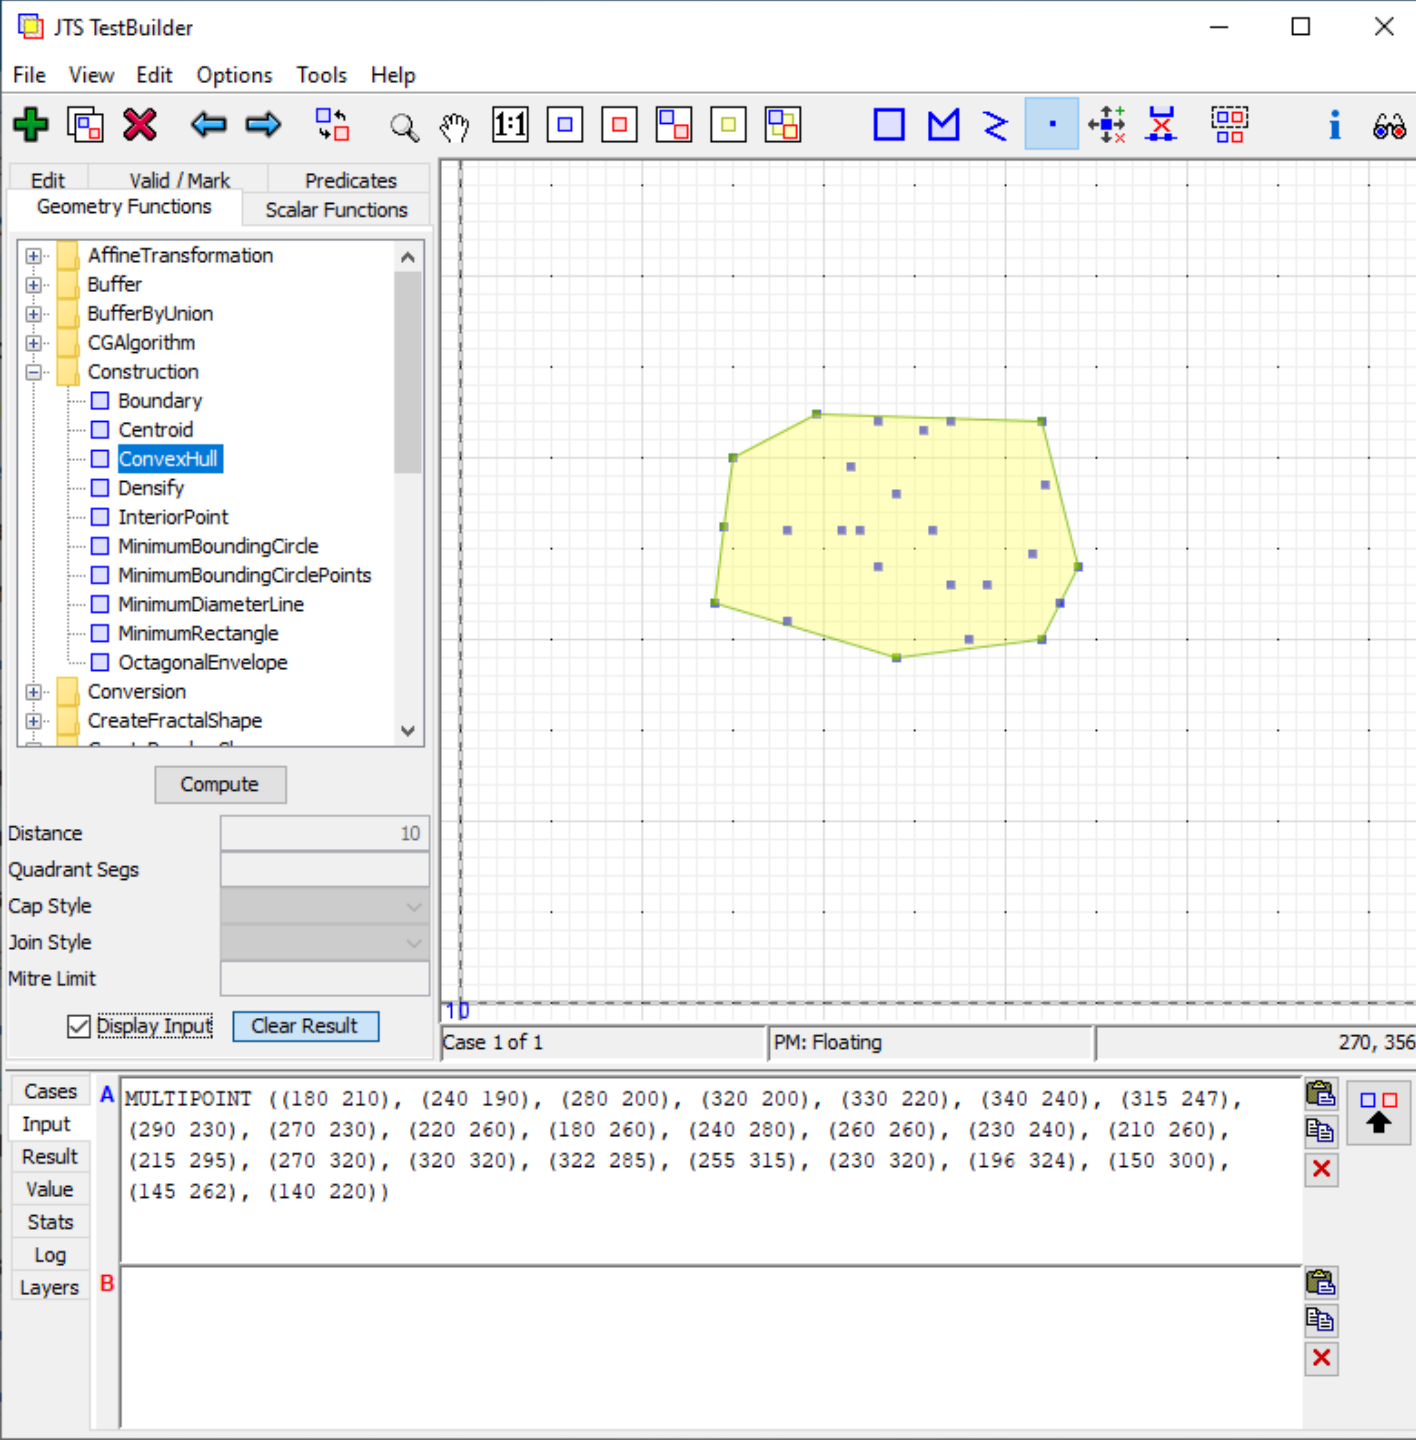 JTS TestBuilder
File View Edit Options Tools Help
1:1
i
Edit Valid / Mark Predicates
Geometry Functions Scalar Functions
AffineTransformation
Buffer
BufferByUnion
CGAlgorithm
Construction
Boundary
Centroid
ConvexHull
Densify
InteriorPoint
MinimumBoundingCircle
MinimumBoundingCirclePoints
MinimumDiameterLine
MinimumRectangle
OctagonalEnvelope
Conversion
CreateFractalShape
Compute
Distance 10
Quadrant Segs
Cap Style
Join Style
Mitre Limit
Display Input Clear Result
10
Case 1 of 1 PM: Floating 270, 356
Cases
Input
Result
Value
Stats
Log
Layers
A
MULTIPOINT ((180 210), (240 190), (280 200), (320 200), (330 220), (340 240), (315 247),
(290 230), (270 230), (220 260), (180 260), (240 280), (260 260), (230 240), (210 260),
(215 295), (270 320), (320 320), (322 285), (255 315), (230 320), (196 324), (150 300),
(145 262), (140 220))
B